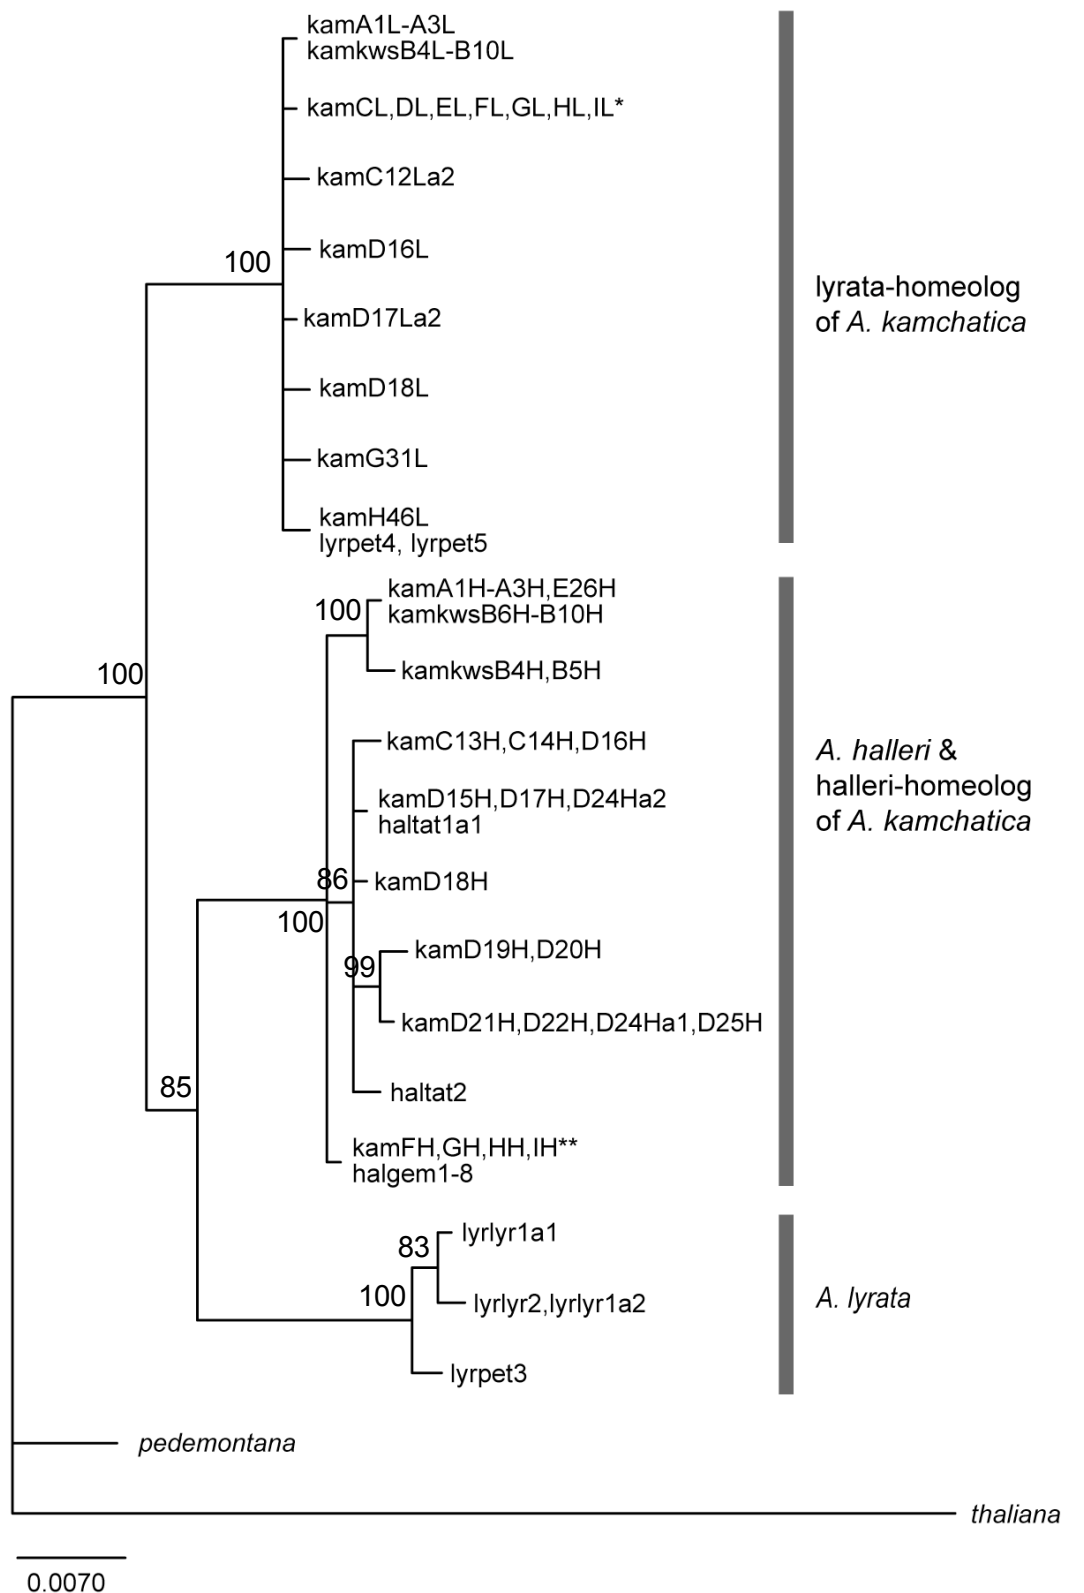 kamA1L-A3L
kamkwsB4L-B10L
kamCL,DL,EL,FL,GL,HL,IL*
kamC12La2
kamD16L
100
kamD17La2
kamD18L
kamG31L
kamH46L
lyrpet4, lyrpet5
lyrata-homeolog
of A. kamchatica
kamA1H-A3H,E26H
kamkwsB6H-B10H
100
kamkwsB4H,B5H
100
kamC13H,C14H,D16H
kamD15H,D17H,D24Ha2
haltat1a1
86
kamD18H
100
kamD19H,D20H
99
kamD21H,D22H,D24Ha1,D25H
haltat2
85
kamFH,GH,HH,IH**
halgem1-8
A. halleri &
halleri-homeolog
of A. kamchatica
lyrlyr1a1
83
100
lyrlyr2,lyrlyr1a2
lyrpet3
A. lyrata
pedemontana
thaliana
0.0070